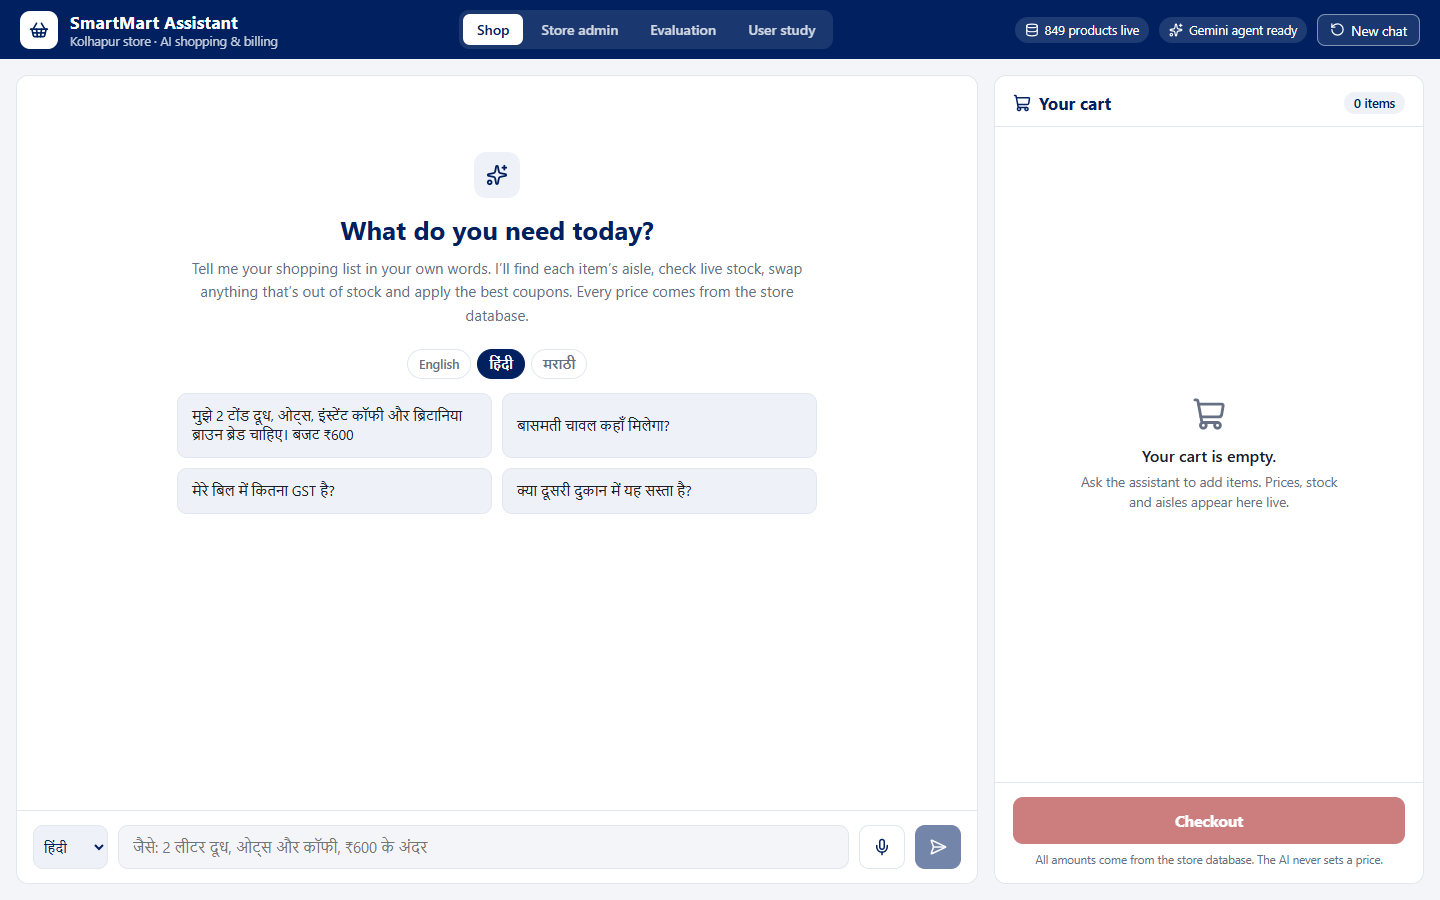 SmartMart Assistant
Kolhapur store · AI shopping & billing
Shop
Store admin
Evaluation
User study
849 products live
Gemini agent ready
New chat
What do you need today?
Tell me your shopping list in your own words. I'll find each item's aisle, check live stock, swap
anything that's out of stock and apply the best coupons. Every price comes from the store
database.
English
हिंदी
मराठी
मुझे 2 टोंड दूध, ओट्स, इंस्टेंट कॉफी और ब्रिटानिया
ब्राउन ब्रेड चाहिए। बजट ₹600
बासमती चावल कहाँ मिलेगा?
मेरे बिल में कितना GST है?
क्या दूसरी दुकान में यह सस्ता है?
हिंदी
जैसे: 2 लीटर दूध, ओट्स और कॉफी, ₹600 के अंदर
Your cart
0 items
Your cart is empty.
Ask the assistant to add items. Prices, stock
and aisles appear here live.
Checkout
All amounts come from the store database. The AI never sets a price.